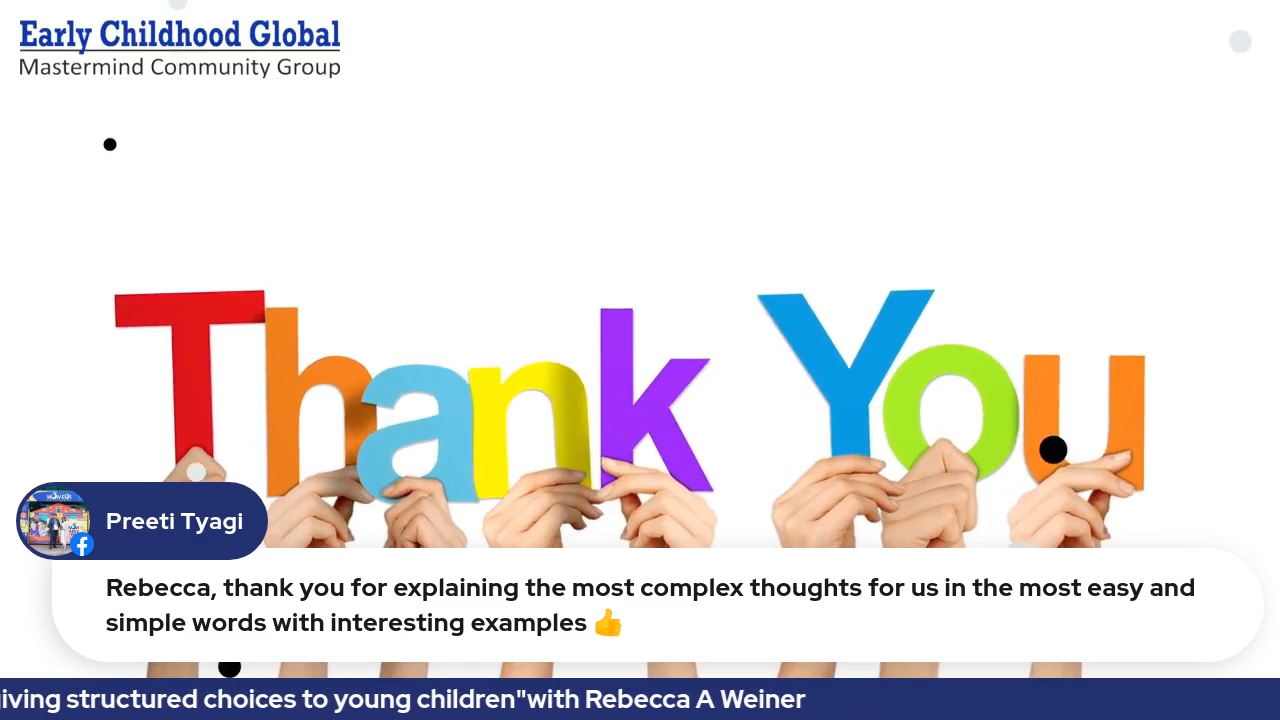 Early Childhood Global
Mastermind Community Group
Thank You
Preeti Tyagi
Rebecca, thank you for explaining the most complex thoughts for us in the most easy and
simple words with interesting examples 👍
giving structured choices to young children"with Rebecca A Weiner